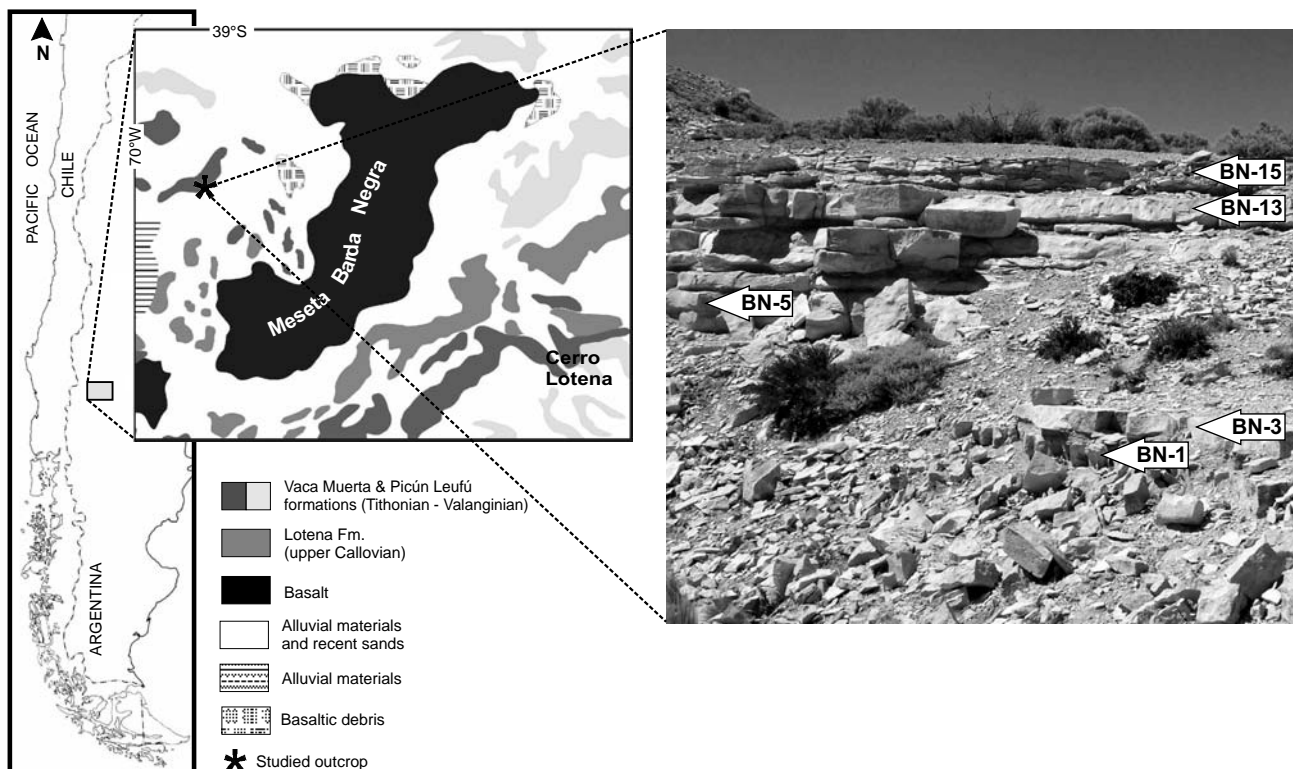 N
PACIFIC OCEAN
CHILE
ARGENTINA
39°S
70°W
Meseta Barda Negra
Cerro
Lotena
BN-15
BN-13
BN-5
BN-3
BN-1
Vaca Muerta & Picún Leufú
formations (Tithonian - Valanginian)
Lotena Fm.
(upper Callovian)
Basalt
Alluvial materials
and recent sands
Alluvial materials
Basaltic debris
Studied outcrop